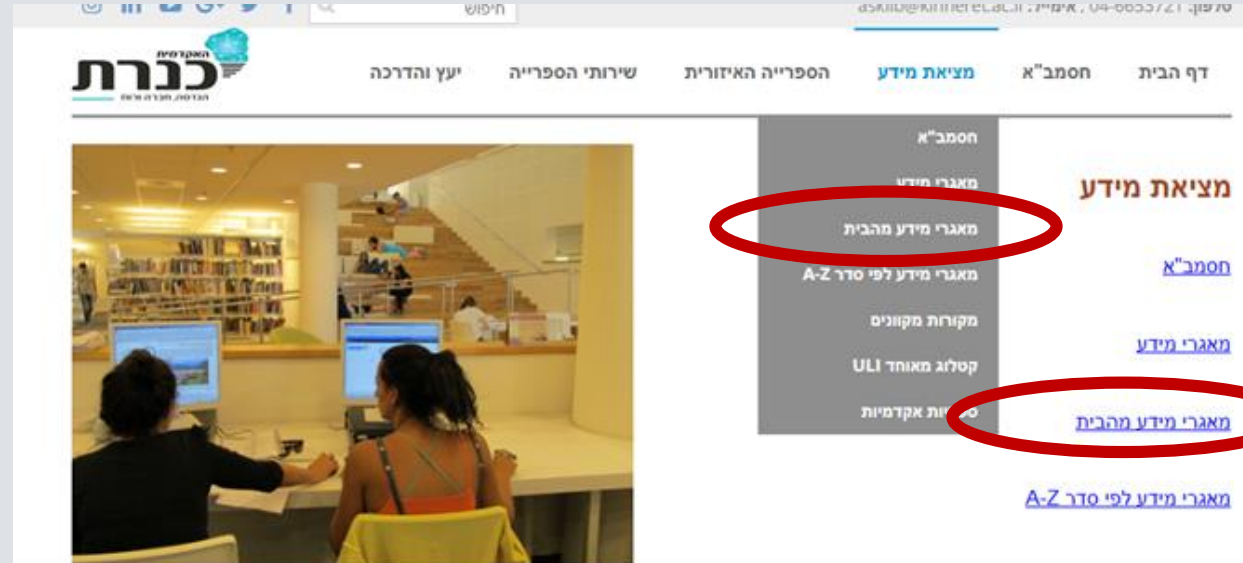 טלפון: 04-6653721 , אימייל: asklib@kinneret.ac.il
חיפוש
האקדמית
כנרת
הנדסה, חברה ורוח
דף הבית
חסמב"א
מציאת מידע
הספרייה האיזורית
שירותי הספרייה
יעץ והדרכה
חסמב"א
מאגרי מידע
מאגרי מידע מהבית
מאגרי מידע לפי סדר A-Z
מקורות מקוונים
קטלוג מאוחד ULI
אקדמיות
מציאת מידע
חסמב"א
מאגרי מידע
מאגרי מידע מהבית
מאגרי מידע לפי סדר A-Z